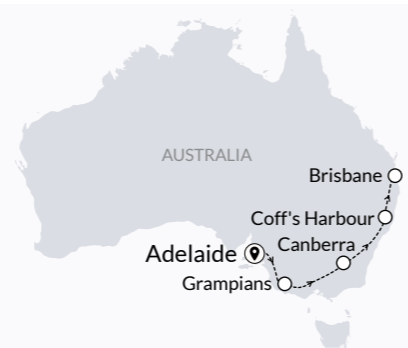 AUSTRALIA
Brisbane
Coff's Harbour
Canberra
Adelaide
Grampians